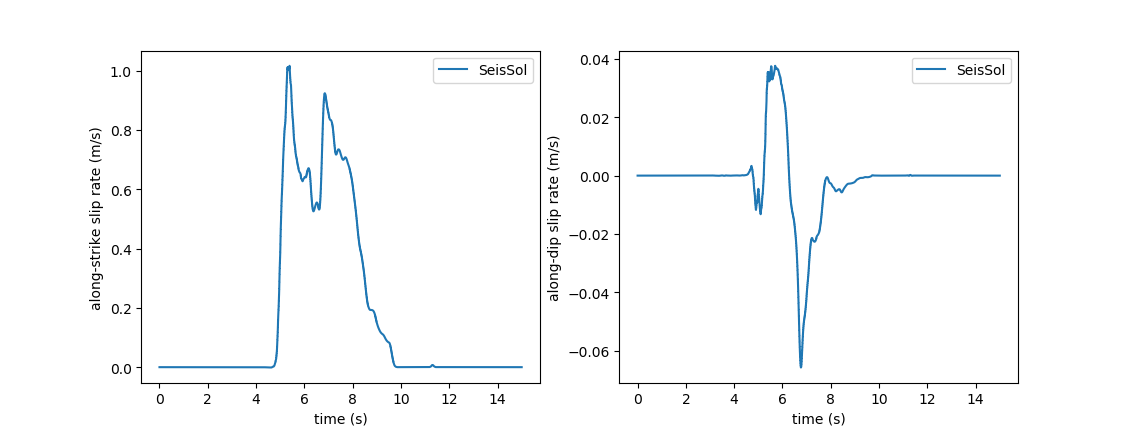 along-strike slip rate (m/s)
1.0
0.8
0.6
0.4
0.2
0.0
SeisSol
0 2 4 6 8 10 12 14
time (s)
along-dip slip rate (m/s)
0.04
0.02
0.00
−0.02
−0.04
−0.06
SeisSol
0 2 4 6 8 10 12 14
time (s)